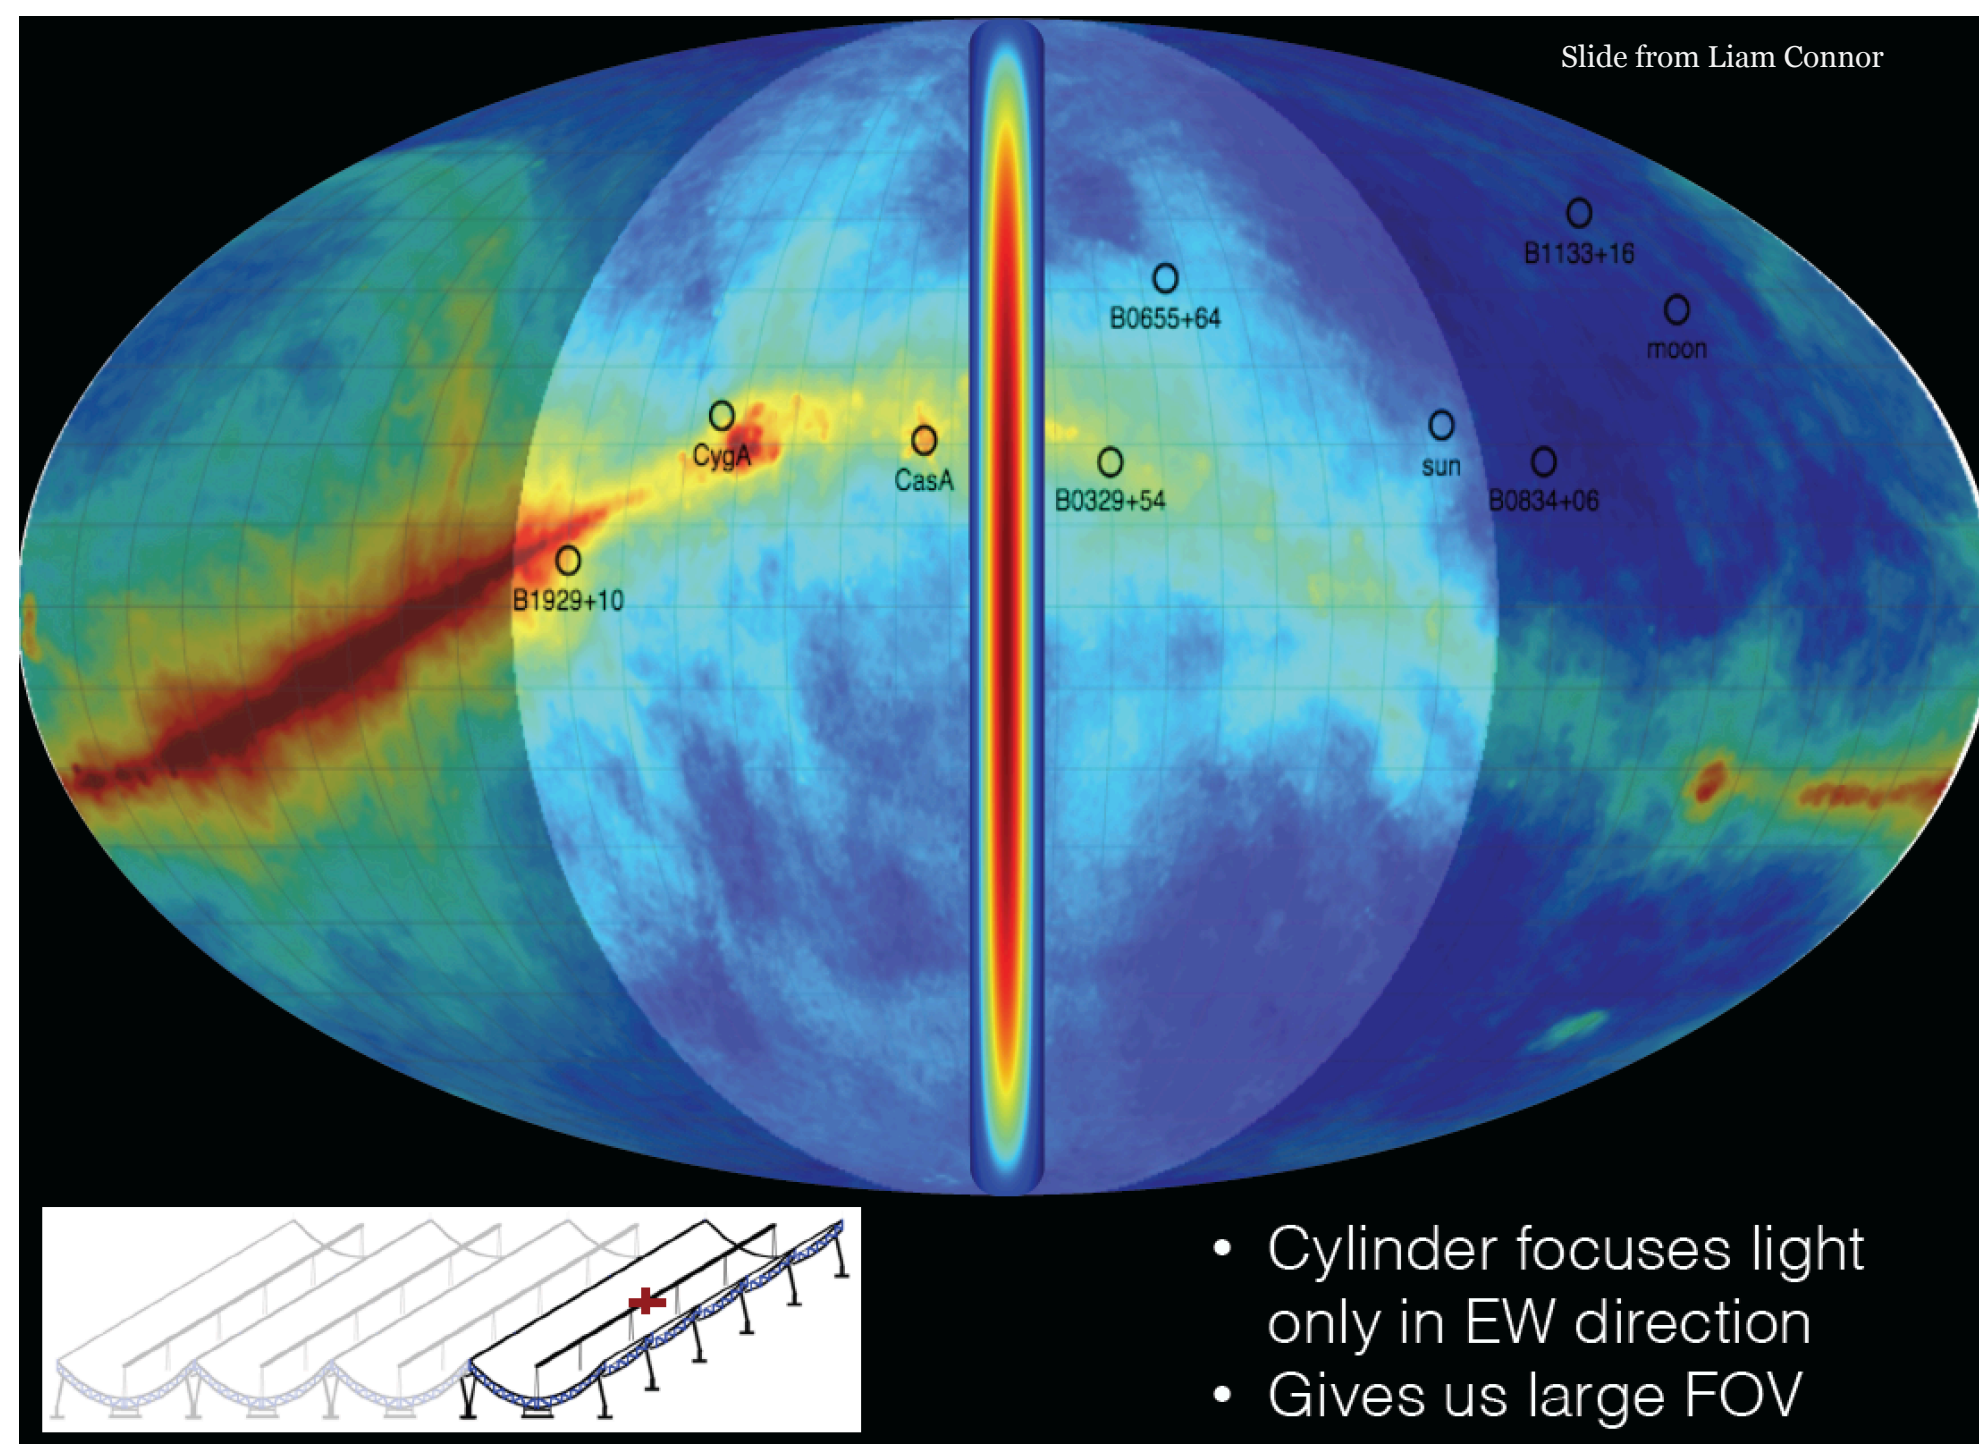 Slide from Liam Connor
B1133+16
B0655+64
moon
CygA
CasA
B0329+54
sun
B0834+06
B1929+10
• Cylinder focuses light
only in EW direction
• Gives us large FOV